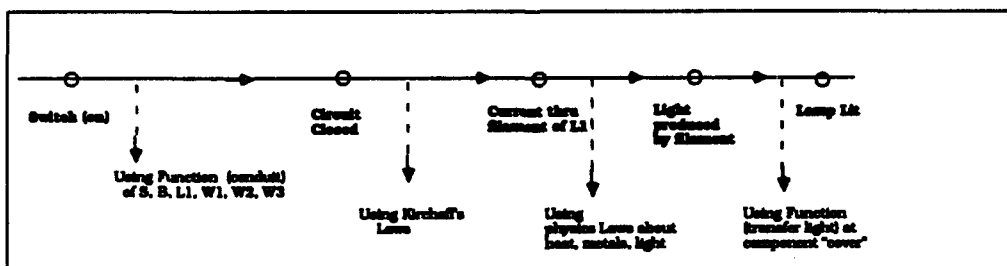 Switch (on)
Circuit
Closed
Current thru
filament of L1
Light
produced
by filament
Lamp Lit
Using Function (conduit)
of S, B, L1, W1, W2, W3
Using Kirchoff's
Laws
Using
physics Laws about
heat, metals, light
Using Function
(transfer light) of
component "cover"